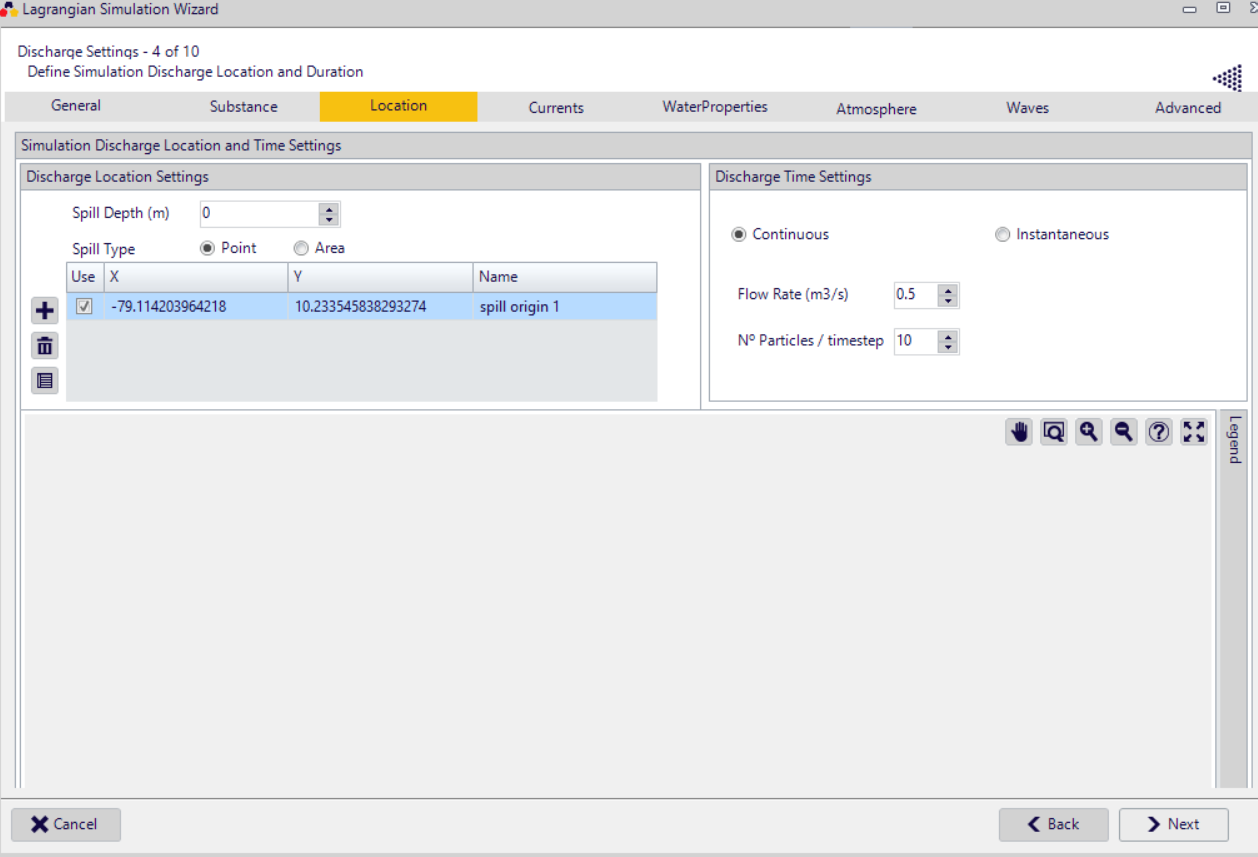 Lagrangian Simulation Wizard
Discharge Settings - 4 of 10
Define Simulation Discharge Location and Duration
General Substance Location Currents WaterProperties Atmosphere Waves Advanced
Simulation Discharge Location and Time Settings
Discharge Location Settings
Spill Depth (m) 0
Spill Type Point Area
Use X Y Name
-79.114203964218 10.233545838293274 spill origin 1
Discharge Time Settings
Continuous Instantaneous
Flow Rate (m3/s) 0.5
Nº Particles / timestep 10
Legend
Cancel
Back
Next